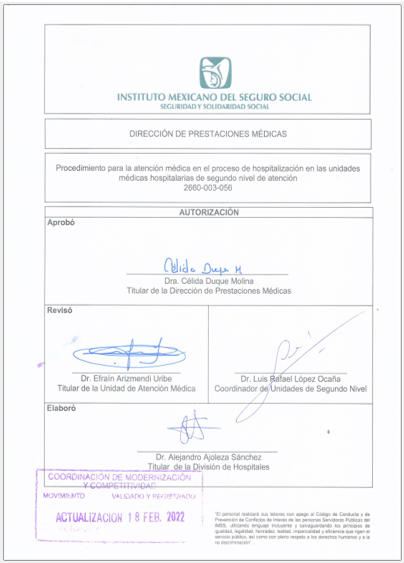 INSTITUTO MEXICANO DEL SEGURO SOCIAL
SEGURIDAD Y SOLIDARIDAD SOCIAL
DIRECCIÓN DE PRESTACIONES MÉDICAS
Procedimiento para la atención médica en el proceso de hospitalización en las unidades
médicas hospitalarias de segundo nivel de atención
2660-003-056
AUTORIZACIÓN
Aprobó
Célida Duque M
Dra. Célida Duque Molina
Titular de la Dirección de Prestaciones Médicas
Revisó
Dr. Efraín Arizmendi Uribe
Titular de la Unidad de Atención Médica
Dr. Luis Rafael López Ocaña
Coordinador de Unidades de Segundo Nivel
Elaboró
Dr. Alejandro Ajoleza Sánchez
Titular de la División de Hospitales
COORDINACIÓN DE MODERNIZACIÓN
Y COMPETITIVIDAD
MOVIMIENTO VALIDADO Y REGISTRADO
ACTUALIZACION 18 FEB. 2022
"El personal realizará sus labores con apego al Código de Conducta y de
Prevención de Conflictos de Interés de las personas Servidoras Públicas del
IMSS, utilizando lenguaje incluyente y salvaguardando los principios de
igualdad, legalidad, honradez, lealtad, imparcialidad y eficiencia que rigen el
servicio público, así como con pleno respeto a los derechos humanos y a la
no discriminación"